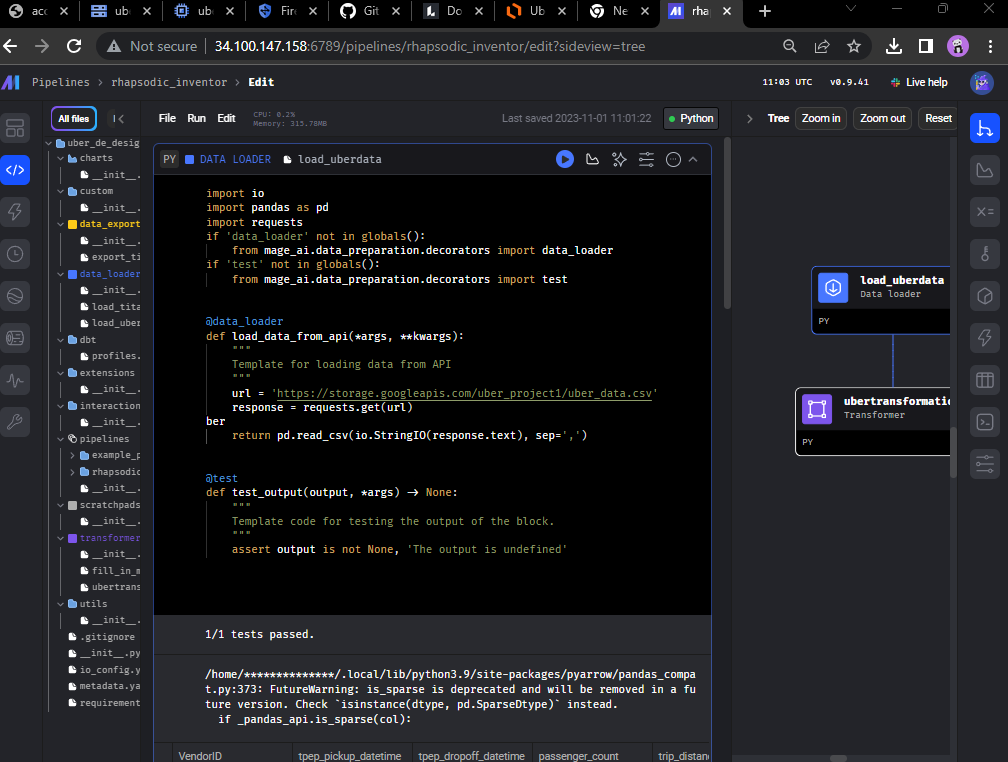 acc
ub
ub
Fire
Git
Do
Ub
Ne
rha
Not secure
34.100.147.158:6789/pipelines/rhapsodic_inventor/edit?sideview=tree
Pipelines > rhapsodic_inventor > Edit
11:03 UTC
v0.9.41
Live help
All files
File Run Edit
CPU: 0.2%
Memory: 315.78MB
Last saved 2023-11-01 11:01:22
Python
Tree
Zoom in
Zoom out
Reset
uber_de_desig
charts
__init__.
custom
__init__.
data_export
__init__.
export_ti
data_loader
__init__.
load_tita
load_uber
dbt
profiles.
extensions
__init__.
interaction
__init__.
pipelines
example_p
rhapsodic
__init__.
scratchpads
__init__.
transformer
__init__.
fill_in_m
ubertrans
utils
__init__.
.gitignore
__init__.py
io_config.y
metadata.ya
requirement
PY DATA LOADER load_uberdata
import io
import pandas as pd
import requests
if 'data_loader' not in globals():
    from mage_ai.data_preparation.decorators import data_loader
if 'test' not in globals():
    from mage_ai.data_preparation.decorators import test
@data_loader
def load_data_from_api(*args, **kwargs):
    """
    Template for loading data from API
    """
    url = 'https://storage.googleapis.com/uber_project1/uber_data.csv'
    response = requests.get(url)
ber
    return pd.read_csv(io.StringIO(response.text), sep=',')
@test
def test_output(output, *args) -> None:
    """
    Template code for testing the output of the block.
    """
    assert output is not None, 'The output is undefined'
1/1 tests passed.
/home/**************/.local/lib/python3.9/site-packages/pyarrow/pandas_compa
t.py:373: FutureWarning: is_sparse is deprecated and will be removed in a fu
ture version. Check `isinstance(dtype, pd.SparseDtype)` instead.
  if _pandas_api.is_sparse(col):
VendorID tpep_pickup_datetime tpep_dropoff_datetime passenger_count trip_distan
load_uberdata
Data loader
PY
ubertransformatic
Transformer
PY